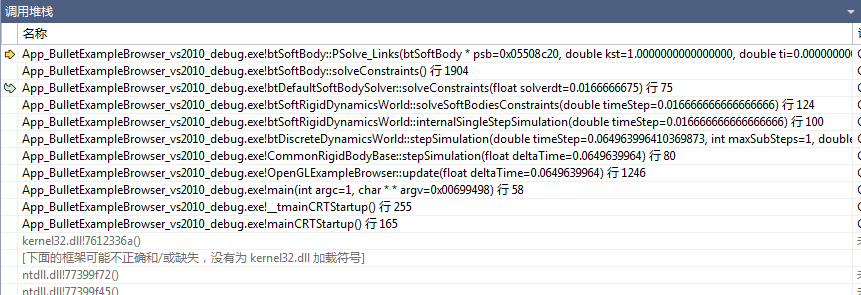 调用堆栈
名称
App_BulletExampleBrowser_vs2010_debug.exe!btSoftBody::PSolve_Links(btSoftBody * psb=0x05508c20, double kst=1.0000000000000000, double ti=0.000000000
App_BulletExampleBrowser_vs2010_debug.exe!btSoftBody::solveConstraints() 行 1904
App_BulletExampleBrowser_vs2010_debug.exe!btDefaultSoftBodySolver::solveConstraints(float solverdt=0.0166666675) 行 75
App_BulletExampleBrowser_vs2010_debug.exe!btSoftRigidDynamicsWorld::solveSoftBodiesConstraints(double timeStep=0.016666666666666666) 行 124
App_BulletExampleBrowser_vs2010_debug.exe!btSoftRigidDynamicsWorld::internalSingleStepSimulation(double timeStep=0.016666666666666666) 行 100
App_BulletExampleBrowser_vs2010_debug.exe!btDiscreteDynamicsWorld::stepSimulation(double timeStep=0.064963996410369873, int maxSubSteps=1, double
App_BulletExampleBrowser_vs2010_debug.exe!CommonRigidBodyBase::stepSimulation(float deltaTime=0.0649639964) 行 80
App_BulletExampleBrowser_vs2010_debug.exe!OpenGLExampleBrowser::update(float deltaTime=0.0649639964) 行 1246
App_BulletExampleBrowser_vs2010_debug.exe!main(int argc=1, char * * argv=0x00699498) 行 58
App_BulletExampleBrowser_vs2010_debug.exe!__tmainCRTStartup() 行 255
App_BulletExampleBrowser_vs2010_debug.exe!mainCRTStartup() 行 165
kernel32.dll!7612336a()
[下面的框架可能不正确和/或缺失，没有为 kernel32.dll 加载符号]
ntdll.dll!77399f72()
ntdll.dll!77399f45()